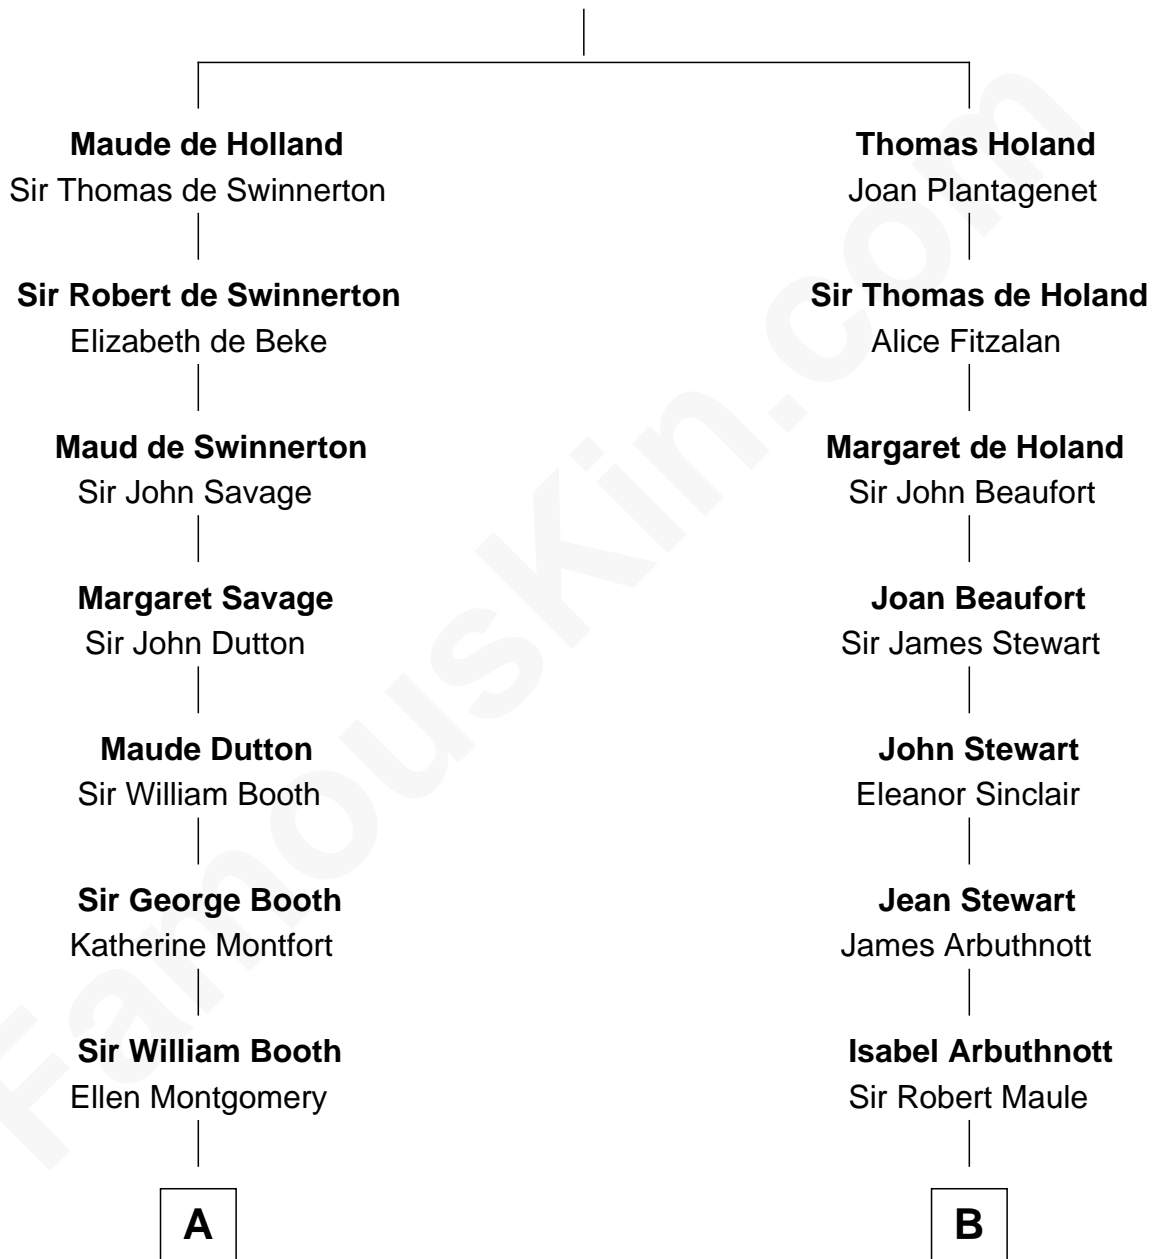 Maude de Holland
Sir Thomas de Swinnerton
Sir Robert de Swinnerton
Elizabeth de Beke
Maud de Swinnerton
Sir John Savage
Margaret Savage
Sir John Dutton
Maude Dutton
Sir William Booth
Sir George Booth
Katherine Montfort
Sir William Booth
Ellen Montgomery
A
Thomas Holand
Joan Plantagenet
Sir Thomas de Holand
Alice Fitzalan
Margaret de Holand
Sir John Beaufort
Joan Beaufort
Sir James Stewart
John Stewart
Eleanor Sinclair
Jean Stewart
James Arbuthnott
Isabel Arbuthnott
Sir Robert Maule
B
FamousKin.com